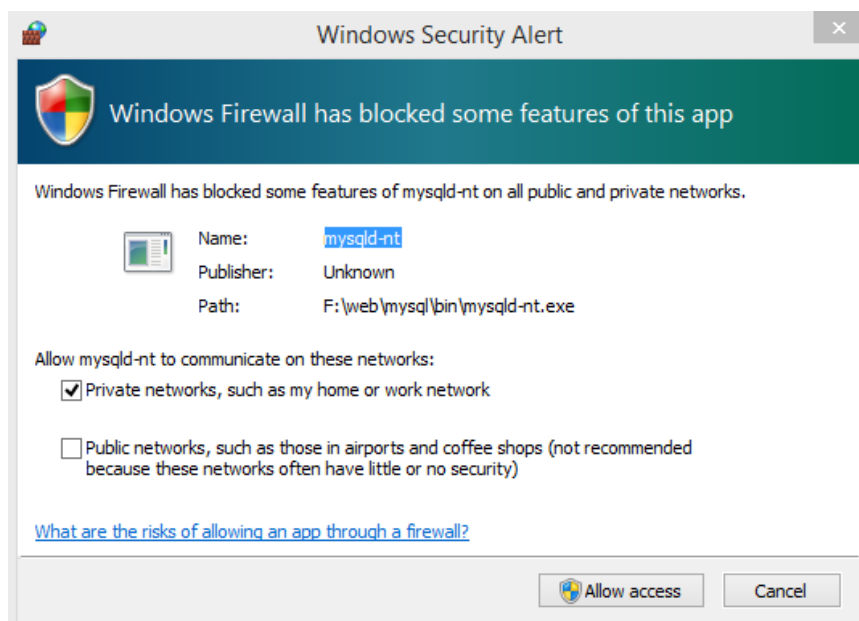 Windows Security Alert
Windows Firewall has blocked some features of this app
Windows Firewall has blocked some features of mysqld-nt on all public and private networks.
Name: mysqld-nt
Publisher: Unknown
Path: F:\web\mysql\bin\mysqld-nt.exe
Allow mysqld-nt to communicate on these networks:
Private networks, such as my home or work network
Public networks, such as those in airports and coffee shops (not recommended
because these networks often have little or no security)
What are the risks of allowing an app through a firewall?
Allow access Cancel